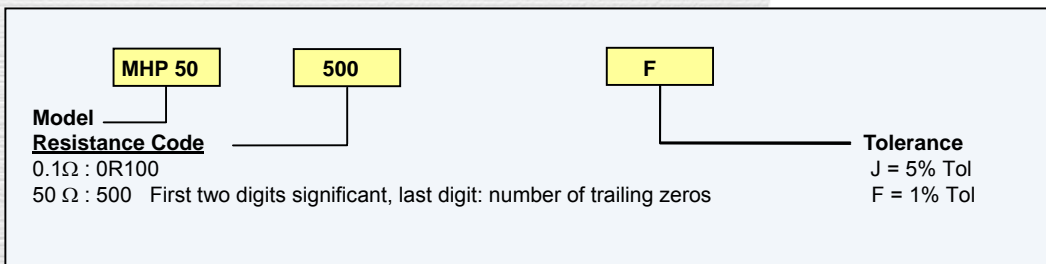 MHP 50 500 F
Model
Resistance Code Tolerance
0.1Ω : 0R100 J = 5% Tol
50 Ω : 500 First two digits significant, last digit: number of trailing zeros F = 1% Tol